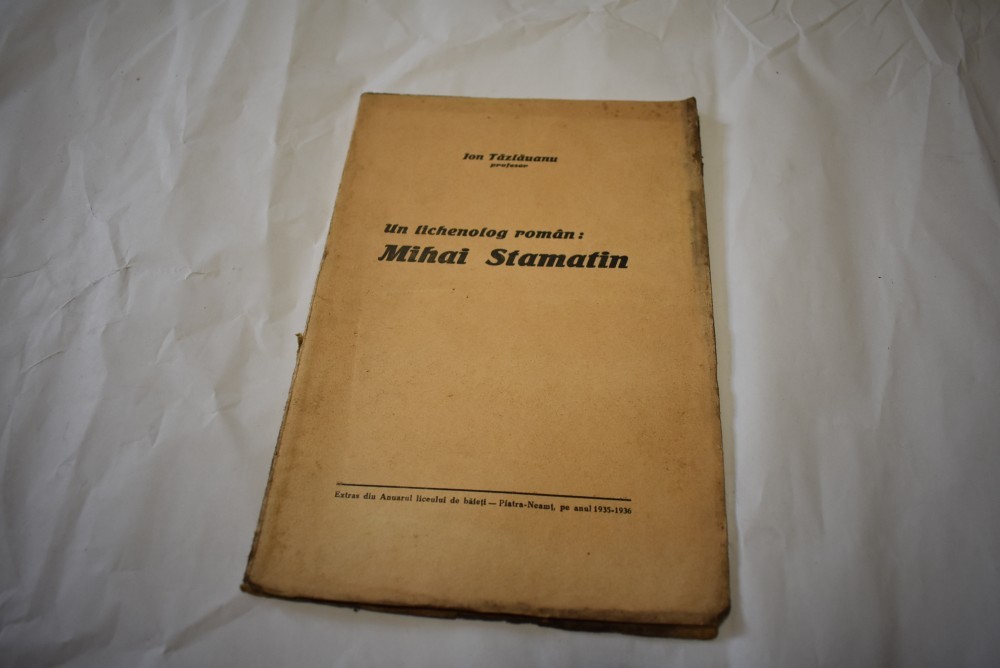 Ion Tăzlăuanu
profesor
Un lichenolog român:
Mihai Stamatin
Extras din Anuarul liceului de băieți — Piatra-Neamț, pe anul 1935-1936